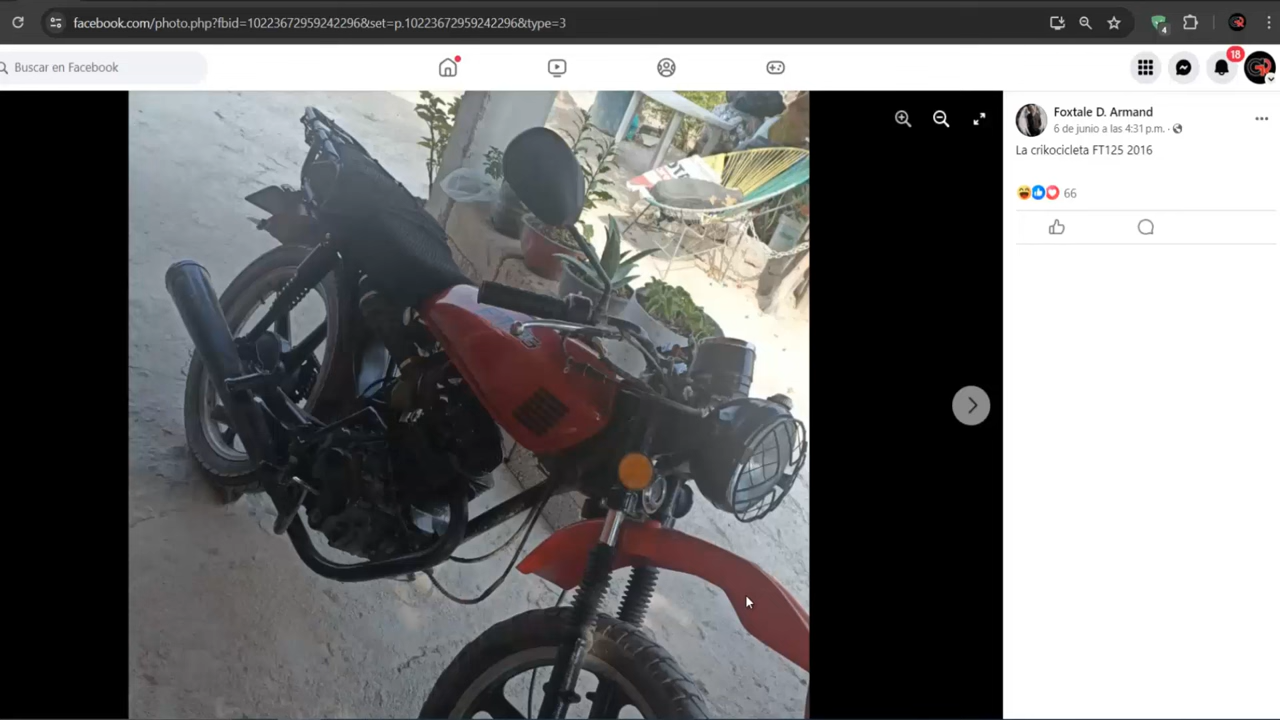 facebook.com/photo.php?fbid=10223672959242296&set=p.10223672959242296&type=3
4
Buscar en Facebook
18
Foxtale D. Armand
6 de junio a las 4:31 p.m. ·
La crikocicleta FT125 2016
66